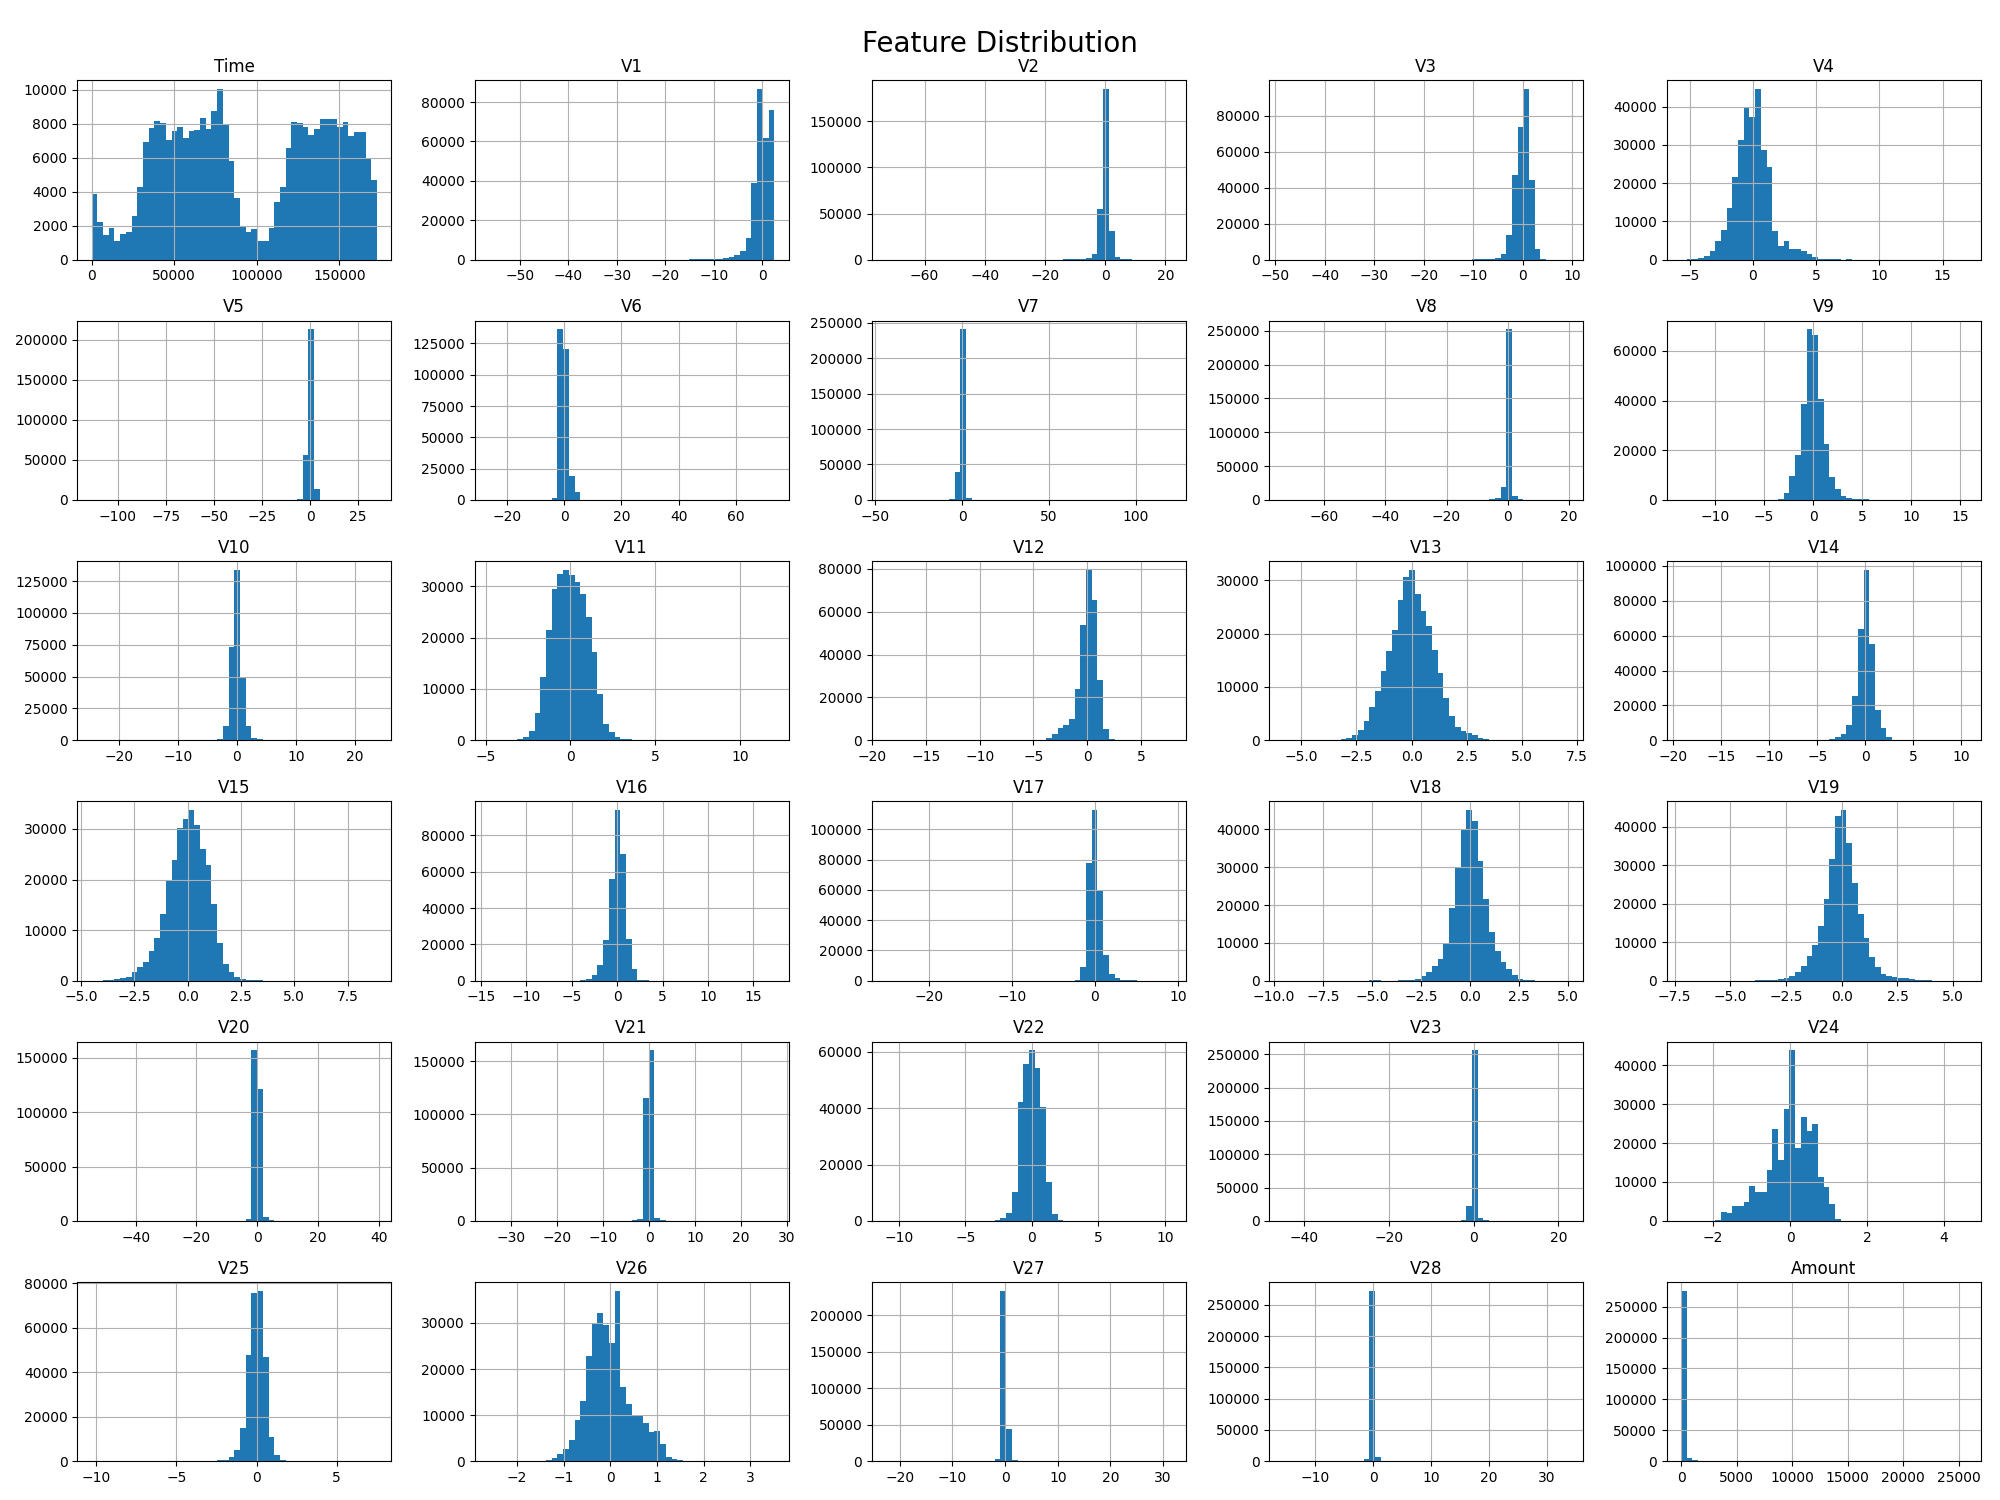 Feature Distribution
Time
V1
V2
V3
V4
10000
8000
6000
4000
2000
0
0 50000 100000 150000
80000
60000
40000
20000
0
−50 −40 −30 −20 −10 0
150000
100000
50000
0
−60 −40 −20 0 20
80000
60000
40000
20000
0
−50 −40 −30 −20 −10 0 10
40000
30000
20000
10000
0
−5 0 5 10 15
V5
V6
V7
V8
V9
200000
150000
100000
50000
0
−100 −75 −50 −25 0 25
125000
100000
75000
50000
25000
0
−20 0 20 40 60
250000
200000
150000
100000
50000
0
−50 0 50 100
250000
200000
150000
100000
50000
0
−60 −40 −20 0 20
60000
40000
20000
0
−10 −5 0 5 10 15
V10
V11
V12
V13
V14
125000
100000
75000
50000
25000
0
−20 −10 0 10 20
30000
20000
10000
0
−5 0 5 10
80000
60000
40000
20000
0
−20 −15 −10 −5 0 5
30000
20000
10000
0
−5.0 −2.5 0.0 2.5 5.0 7.5
100000
80000
60000
40000
20000
0
−20 −15 −10 −5 0 5 10
V15
V16
V17
V18
V19
30000
20000
10000
0
−5.0 −2.5 0.0 2.5 5.0 7.5
80000
60000
40000
20000
0
−15 −10 −5 0 5 10 15
100000
80000
60000
40000
20000
0
−20 −10 0 10
40000
30000
20000
10000
0
−10.0 −7.5 −5.0 −2.5 0.0 2.5 5.0
40000
30000
20000
10000
0
−7.5 −5.0 −2.5 0.0 2.5 5.0
V20
V21
V22
V23
V24
150000
100000
50000
0
−40 −20 0 20 40
150000
100000
50000
0
−30 −20 −10 0 10 20 30
60000
40000
20000
0
−10 −5 0 5 10
250000
200000
150000
100000
50000
0
−40 −20 0 20
40000
30000
20000
10000
0
−2 0 2 4
V25
V26
V27
V28
Amount
80000
60000
40000
20000
0
−10 −5 0 5
30000
20000
10000
0
−2 −1 0 1 2 3
200000
150000
100000
50000
0
−20 −10 0 10 20 30
250000
200000
150000
100000
50000
0
−10 0 10 20 30
250000
200000
150000
100000
50000
0
0 5000 10000 15000 20000 25000